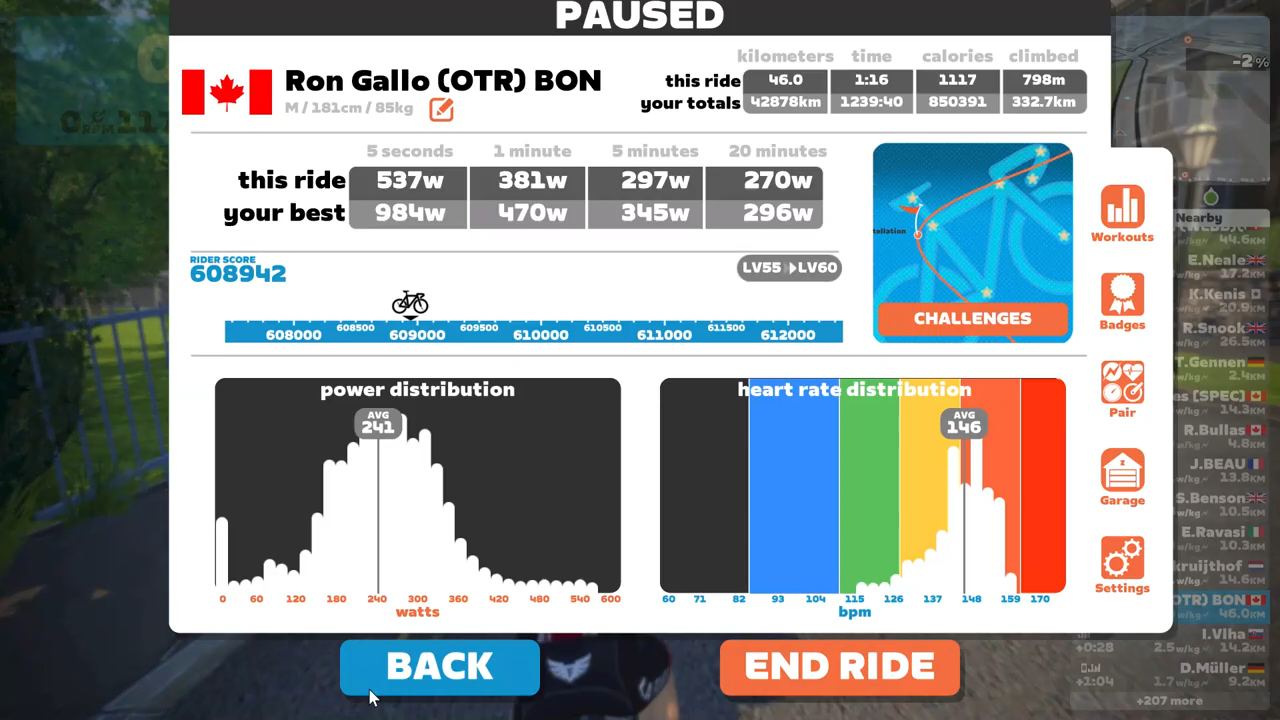 PAUSED
kilometers time calories climbed
Ron Gallo (OTR) BON
M / 181cm / 85kg
this ride 46.0 1:16 1117 798m
your totals 42878km 1239:40 850391 332.7km
5 seconds 1 minute 5 minutes 20 minutes
this ride 537w 381w 297w 270w
your best 984w 470w 345w 296w
RIDER SCORE
608942
LV55 LV60
608000 608500 609000 609500 610000 610500 611000 611500 612000
CHALLENGES
power distribution
AVG
241
0 60 120 180 240 300 360 420 480 540 600
watts
heart rate distribution
AVG
146
60 71 82 93 104 115 126 137 148 159 170
bpm
Workouts
Badges
Pair
Garage
Settings
-2%
Nearby
44.6KM
E.Neale
17.2KM
K.Kenis
20.9KM
R.Snook
26.5KM
T.Gennen
2.4KM
[SPEC]
14.3KM
R.Bullas
4.8KM
J.BEAU
13.8KM
S.Benson
10.5KM
E.Ravasi
10.3KM
kruijthof
14.6KM
OTR) BON
46.0KM
I.Vlha
+0:28 2.5w/kg 14.2KM
D.Müller
+1:04 1.7w/kg 9.2KM
+207 more
BACK
END RIDE